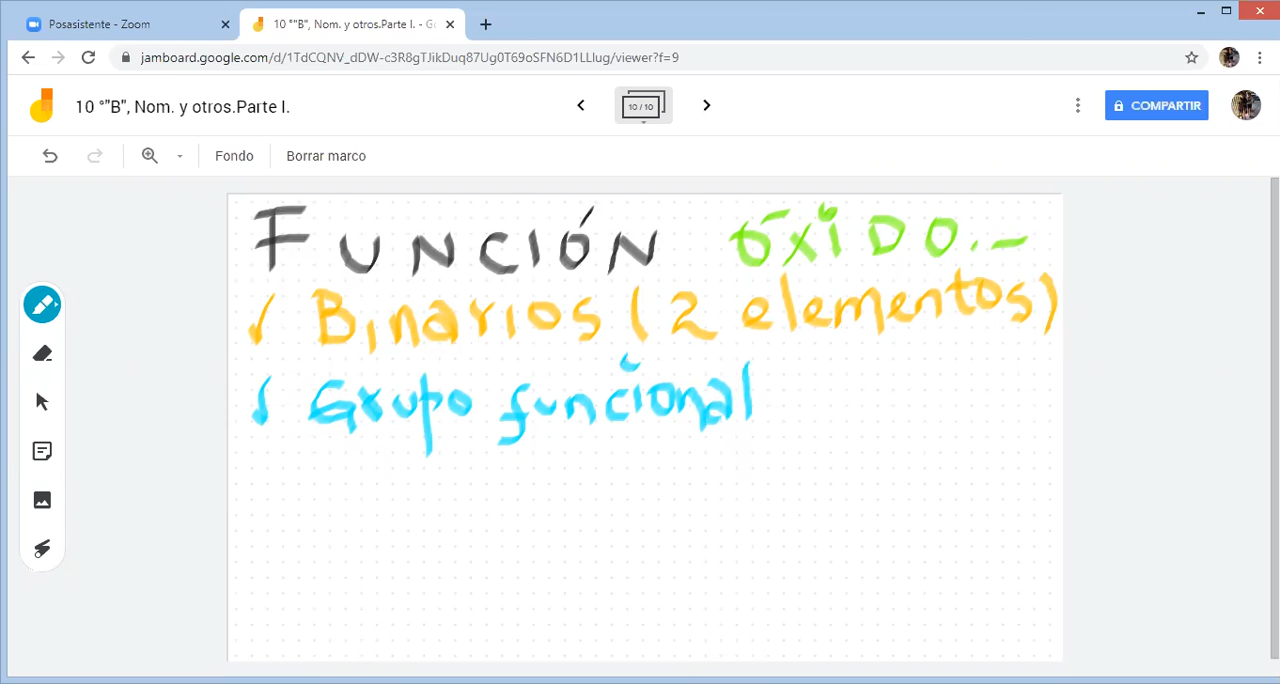 Posasistente - Zoom
10 °"B", Nom. y otros.Parte I. - Go
jamboard.google.com/d/1TdCQNV_dDW-c3R8gTJikDuq87Ug0T69oSFN6D1LLlug/viewer?f=9
10 °"B", Nom. y otros.Parte I.
10 / 10
COMPARTIR
Fondo
Borrar marco
FUNCIÓN ÓXIDO.-
✓ Binarios (2 elementos)
✓ Grupo funcional